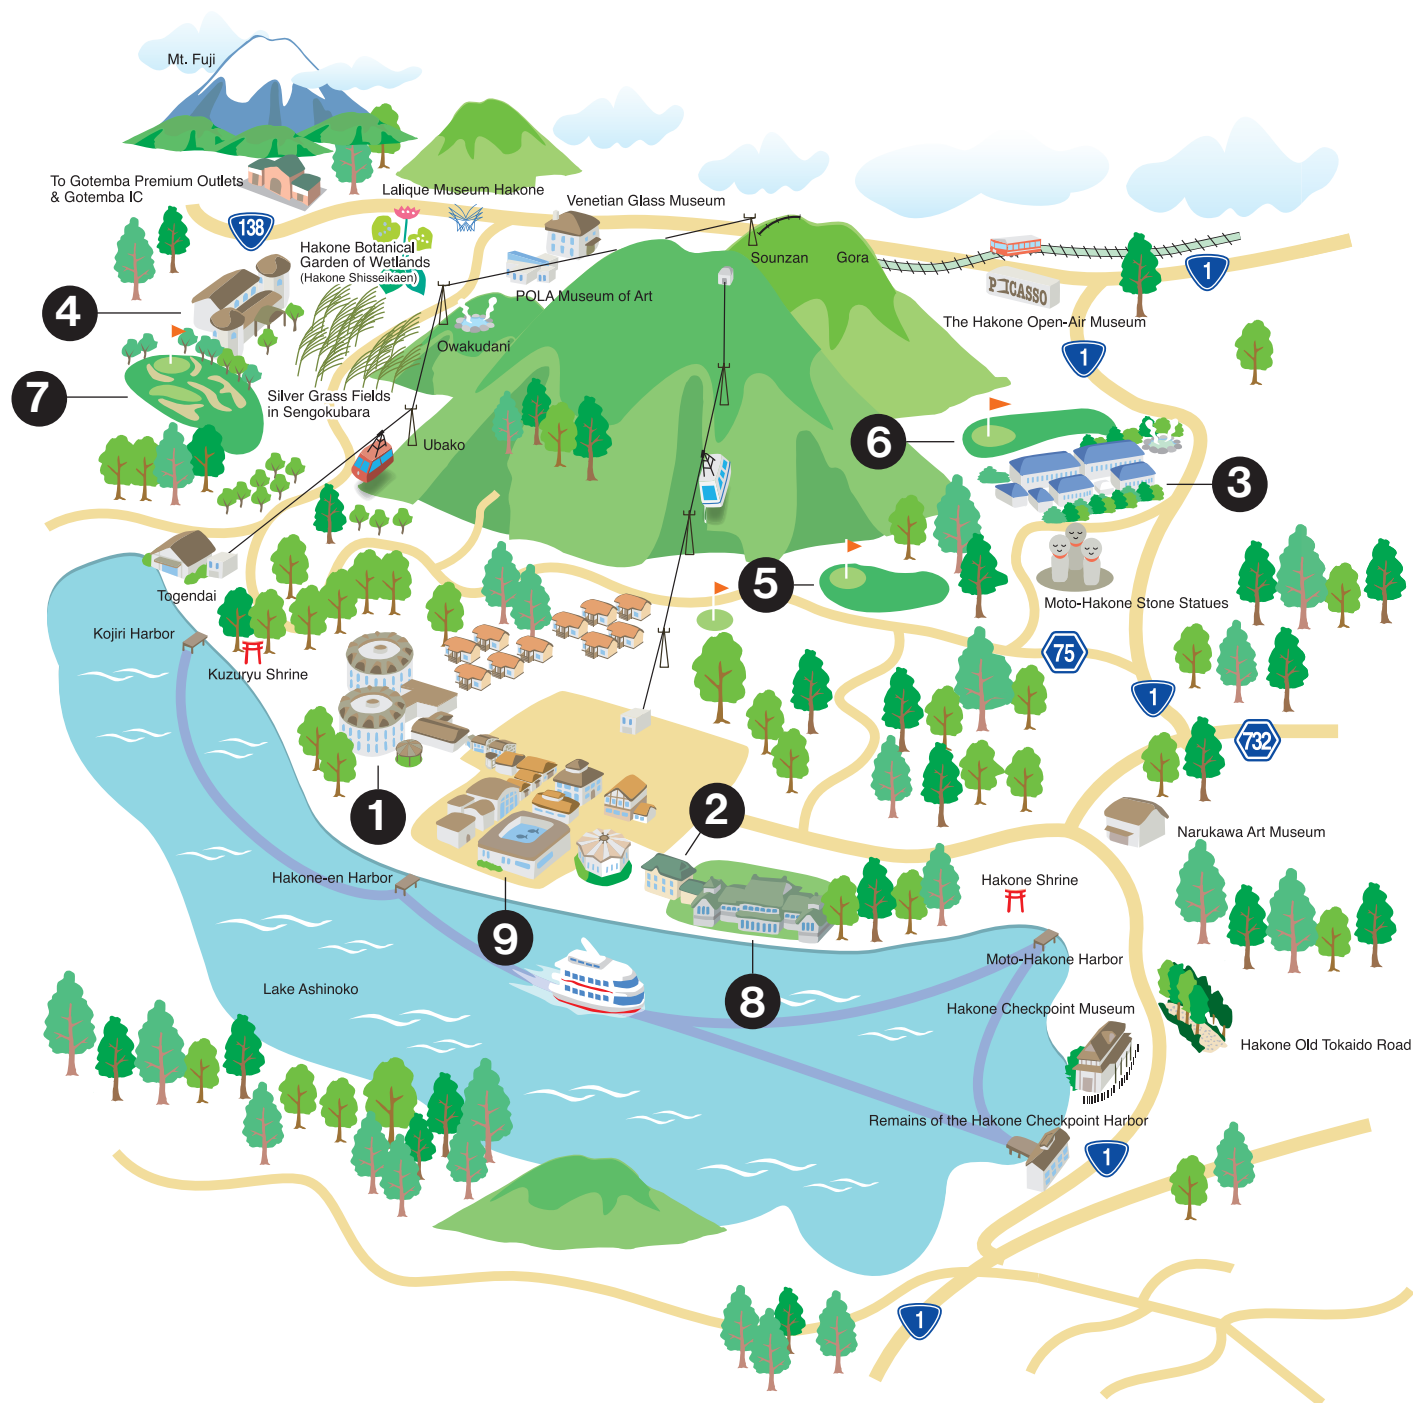 Mt. Fuji
To Gotemba Premium Outlets
& Gotemba IC
138
Lalique Museum Hakone
Venetian Glass Museum
Hakone Botanical
Garden of Wetlands
(Hakone Shisseikaen)
Sounzan
Gora
1
POLA Museum of Art
PICASSO
The Hakone Open-Air Museum
4
Owakudani
1
7
Silver Grass Fields
in Sengokubara
Ubako
6
3
5
Togendai
Moto-Hakone Stone Statues
Kojiri Harbor
Kuzuryu Shrine
75
1
732
1
2
Narukawa Art Museum
Hakone-en Harbor
Hakone Shrine
9
Moto-Hakone Harbor
Lake Ashinoko
8
Hakone Checkpoint Museum
Hakone Old Tokaido Road
Remains of the Hakone Checkpoint Harbor
1
1